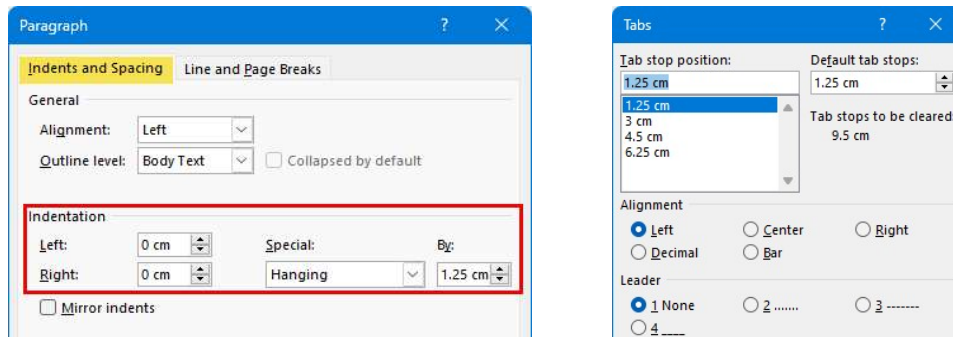 Paragraph ? ×
Indents and Spacing Line and Page Breaks
General
Alignment: Left
Outline level: Body Text Collapsed by default
Indentation
Left: 0 cm Special: By:
Right: 0 cm Hanging 1.25 cm
Mirror indents
Tabs ? ×
Tab stop position: Default tab stops:
1.25 cm 1.25 cm
1.25 cm
3 cm
4.5 cm
6.25 cm
Tab stops to be cleared:
9.5 cm
Alignment
Left Center Right
Decimal Bar
Leader
1 None 2 ....... 3 -------
4 ____